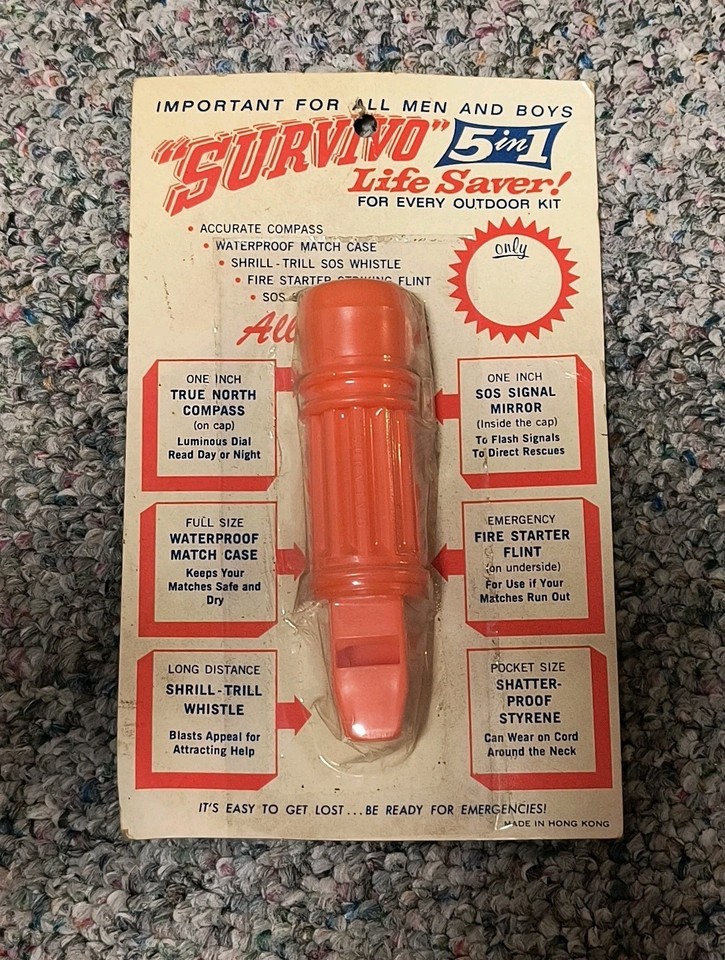 IMPORTANT FOR ALL MEN AND BOYS
"SURVIVO" 5 in 1
Life Saver!
FOR EVERY OUTDOOR KIT
• ACCURATE COMPASS
• WATERPROOF MATCH CASE
• SHRILL-TRILL SOS WHISTLE
• FIRE STARTER STRIKING FLINT
• SOS
All
only
ONE INCH
TRUE NORTH
COMPASS
(on cap)
Luminous Dial
Read Day or Night
ONE INCH
SOS SIGNAL
MIRROR
(Inside the cap)
To Flash Signals
To Direct Rescues
FULL SIZE
WATERPROOF
MATCH CASE
Keeps Your
Matches Safe and
Dry
EMERGENCY
FIRE STARTER
FLINT
(on underside)
For Use if Your
Matches Run Out
LONG DISTANCE
SHRILL-TRILL
WHISTLE
Blasts Appeal for
Attracting Help
POCKET SIZE
SHATTER-
PROOF
STYRENE
Can Wear on Cord
Around the Neck
IT'S EASY TO GET LOST...BE READY FOR EMERGENCIES!
MADE IN HONG KONG